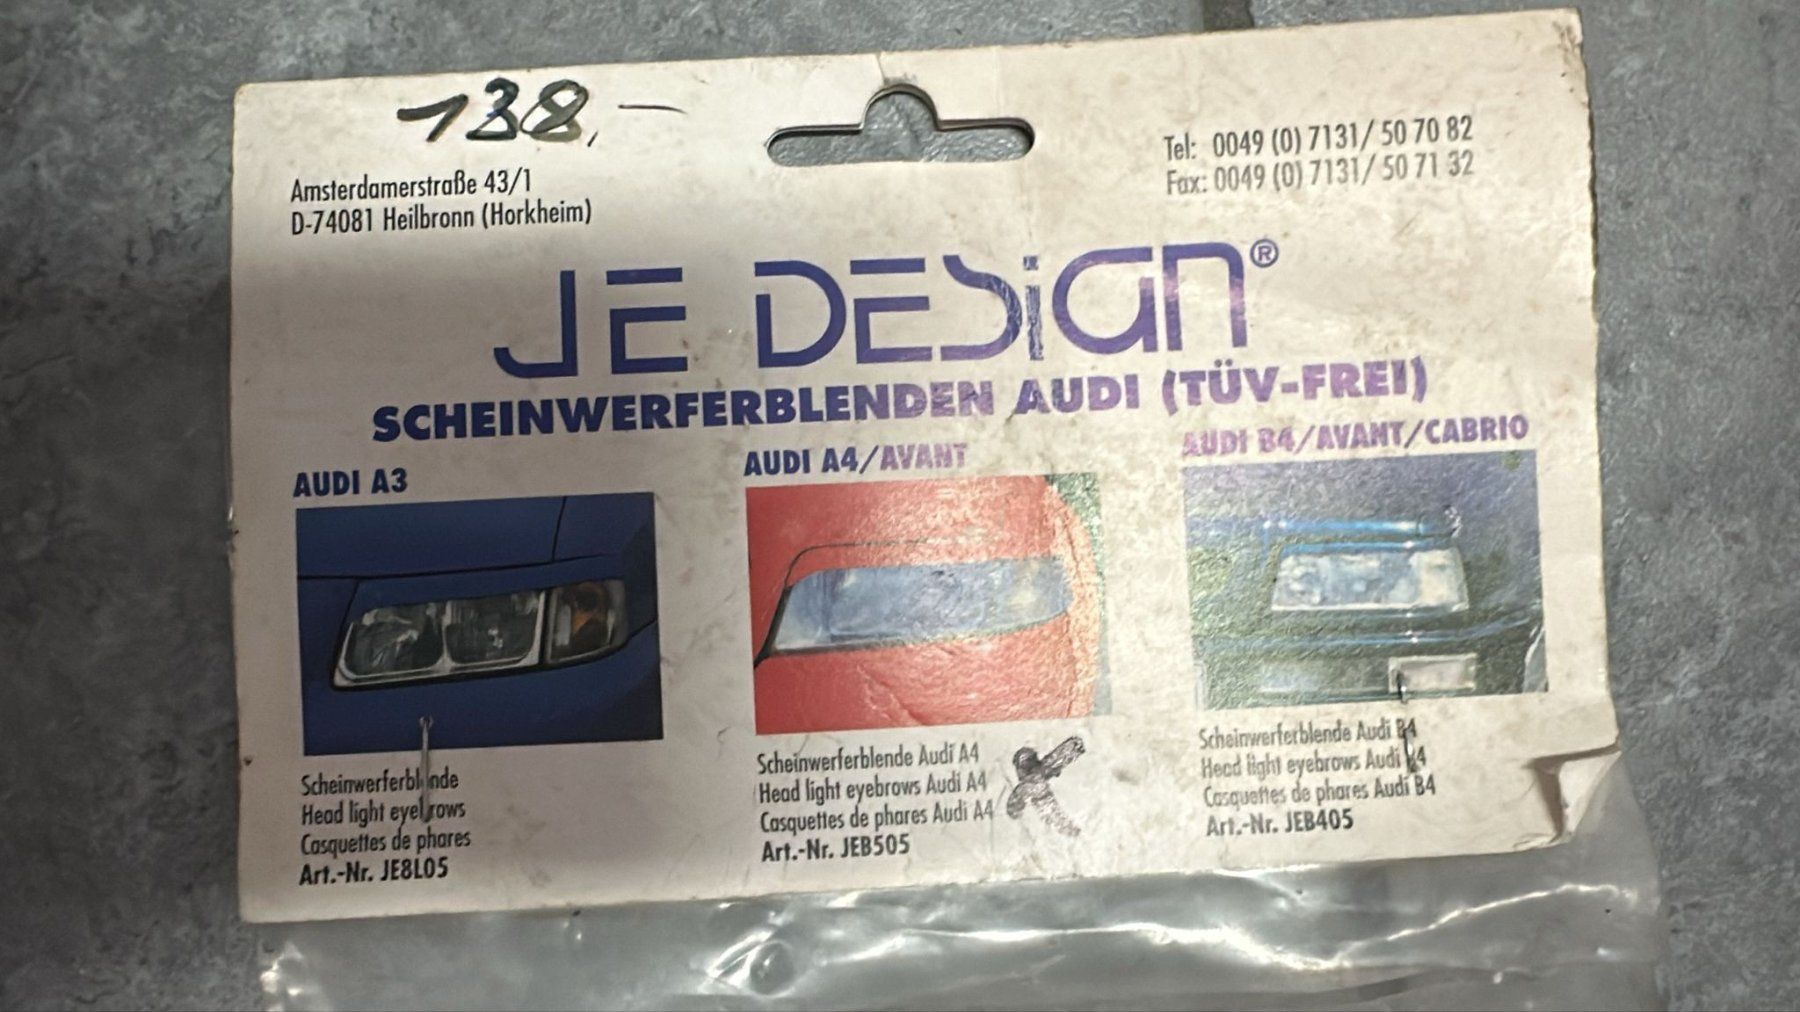 138,-
Amsterdamerstraße 43/1
D-74081 Heilbronn (Horkheim)
Tel: 0049 (0) 7131/ 50 70 82
Fax: 0049 (0) 7131/ 50 71 32
JE DESiGN®
SCHEINWERFERBLENDEN AUDI (TÜV-FREI)
AUDI A3
Scheinwerferblende
Head light eyebrows
Casquettes de phares
Art.-Nr. JE8L05
AUDI A4/AVANT
Scheinwerferblende Audi A4
Head light eyebrows Audi A4
Casquettes de phares Audi A4
Art.-Nr. JEB505
AUDI B4/AVANT/CABRIO
Scheinwerferblende Audi B4
Head light eyebrows Audi B4
Casquettes de phares Audi B4
Art.-Nr. JEB405